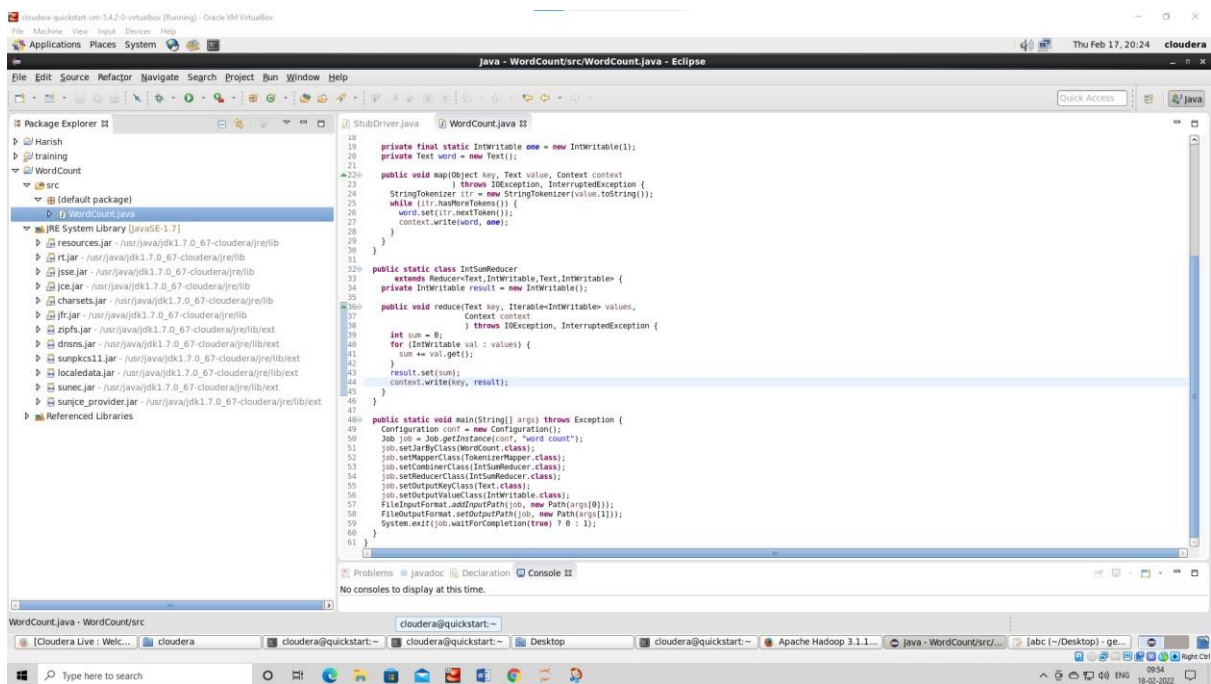 cloudera-quickstart-vm-5.4.2-0-virtualbox [Running] - Oracle VM VirtualBox
File Machine View Input Devices Help
Applications Places System
Thu Feb 17, 20:24 cloudera
Java - WordCount/src/WordCount.java - Eclipse
File Edit Source Refactor Navigate Search Project Run Window Help
Quick Access
Java
Package Explorer
Harish
training
WordCount
src
(default package)
WordCount.java
JRE System Library [JavaSE-1.7]
resources.jar - /usr/java/jdk1.7.0_67-cloudera/jre/lib
rt.jar - /usr/java/jdk1.7.0_67-cloudera/jre/lib
jsse.jar - /usr/java/jdk1.7.0_67-cloudera/jre/lib
jce.jar - /usr/java/jdk1.7.0_67-cloudera/jre/lib
charsets.jar - /usr/java/jdk1.7.0_67-cloudera/jre/lib
jfr.jar - /usr/java/jdk1.7.0_67-cloudera/jre/lib
zipfs.jar - /usr/java/jdk1.7.0_67-cloudera/jre/lib/ext
dnsns.jar - /usr/java/jdk1.7.0_67-cloudera/jre/lib/ext
sunpkcs11.jar - /usr/java/jdk1.7.0_67-cloudera/jre/lib/ext
localedata.jar - /usr/java/jdk1.7.0_67-cloudera/jre/lib/ext
sunec.jar - /usr/java/jdk1.7.0_67-cloudera/jre/lib/ext
sunjce_provider.jar - /usr/java/jdk1.7.0_67-cloudera/jre/lib/ext
Referenced Libraries
StubDriver.java WordCount.java
18
19 private final static IntWritable one = new IntWritable(1);
20 private Text word = new Text();
21
22 public void map(Object key, Text value, Context context
23 ) throws IOException, InterruptedException {
24 StringTokenizer itr = new StringTokenizer(value.toString());
25 while (itr.hasMoreTokens()) {
26 word.set(itr.nextToken());
27 context.write(word, one);
28 }
29 }
30 }
31
32 public static class IntSumReducer
33 extends Reducer<Text,IntWritable,Text,IntWritable> {
34 private IntWritable result = new IntWritable();
35
36 public void reduce(Text key, Iterable<IntWritable> values,
37 Context context
38 ) throws IOException, InterruptedException {
39 int sum = 0;
40 for (IntWritable val : values) {
41 sum += val.get();
42 }
43 result.set(sum);
44 context.write(key, result);
45 }
46 }
47
48 public static void main(String[] args) throws Exception {
49 Configuration conf = new Configuration();
50 Job job = Job.getInstance(conf, "word count");
51 job.setJarByClass(WordCount.class);
52 job.setMapperClass(TokenizerMapper.class);
53 job.setCombinerClass(IntSumReducer.class);
54 job.setReducerClass(IntSumReducer.class);
55 job.setOutputKeyClass(Text.class);
56 job.setOutputValueClass(IntWritable.class);
57 FileInputFormat.addInputPath(job, new Path(args[0]));
58 FileOutputFormat.setOutputPath(job, new Path(args[1]));
59 System.exit(job.waitForCompletion(true) ? 0 : 1);
60 }
61 }
Problems Javadoc Declaration Console
No consoles to display at this time.
WordCount.java - WordCount/src
cloudera@quickstart:~
[Cloudera Live : Welc... cloudera cloudera@quickstart:~ cloudera@quickstart:~ Desktop cloudera@quickstart:~ Apache Hadoop 3.1.1... Java - WordCount/src/... [abc (~/Desktop) - ge...
Right Ctrl
Type here to search
ENG
09:54
18-02-2022